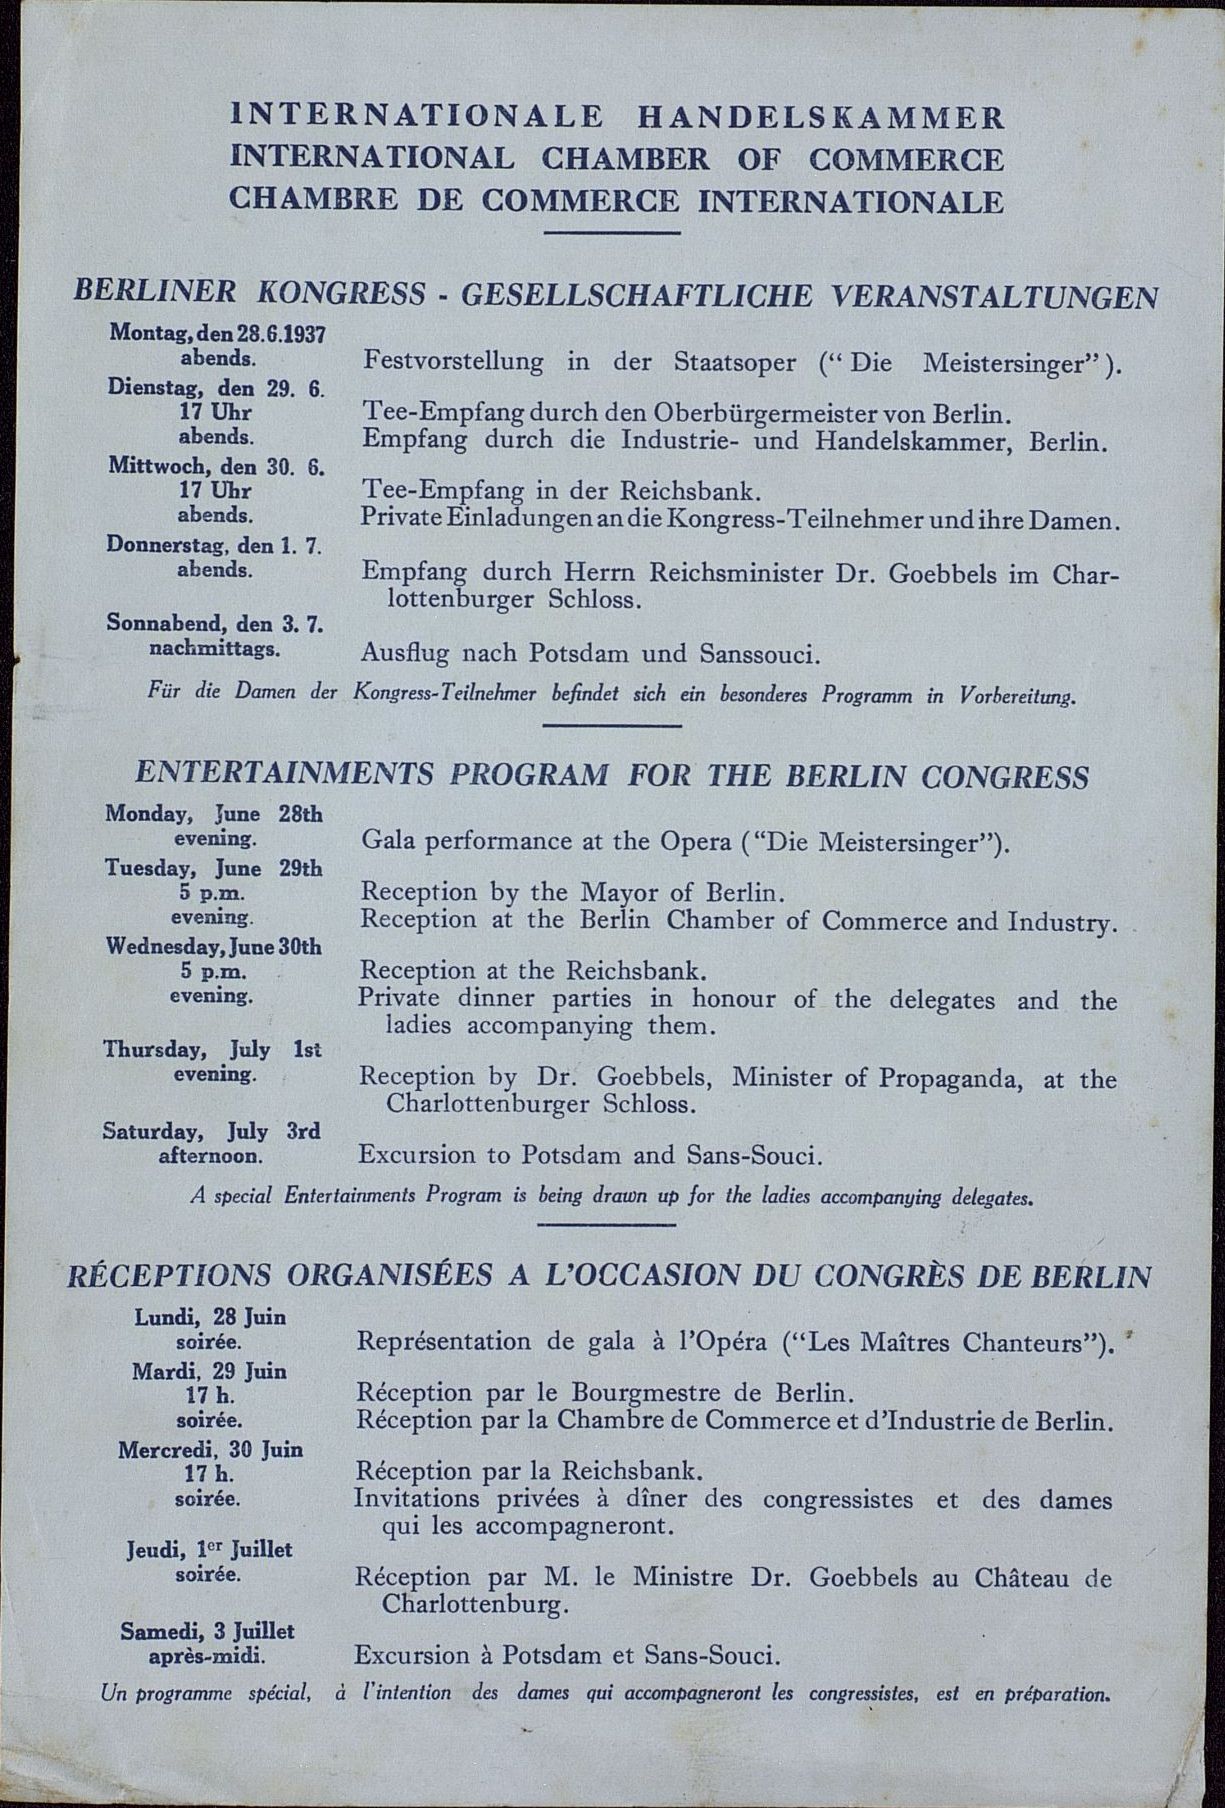 INTERNATIONALE HANDELSKAMMER
INTERNATIONAL CHAMBER OF COMMERCE
CHAMBRE DE COMMERCE INTERNATIONALE
BERLINER KONGRESS - GESELLSCHAFTLICHE VERANSTALTUNGEN
Montag, den 28.6.1937
abends. Festvorstellung in der Staatsoper (“ Die Meistersinger” ).
Dienstag, den 29. 6.
17 Uhr Tee-Empfang durch den Oberbürgermeister von Berlin.
abends. Empfang durch die Industrie- und Handelskammer, Berlin.
Mittwoch, den 30. 6.
17 Uhr Tee-Empfang in der Reichsbank.
abends. Private Einladungen an die Kongress-Teilnehmer und ihre Damen.
Donnerstag, den 1. 7.
abends. Empfang durch Herrn Reichsminister Dr. Goebbels im Char-
lottenburger Schloss.
Sonnabend, den 3. 7.
nachmittags. Ausflug nach Potsdam und Sanssouci.
Für die Damen der Kongress-Teilnehmer befindet sich ein besonderes Programm in Vorbereitung.
ENTERTAINMENTS PROGRAM FOR THE BERLIN CONGRESS
Monday, June 28th
evening. Gala performance at the Opera (“Die Meistersinger”).
Tuesday, June 29th
5 p.m. Reception by the Mayor of Berlin.
evening. Reception at the Berlin Chamber of Commerce and Industry.
Wednesday, June 30th
5 p.m. Reception at the Reichsbank.
evening. Private dinner parties in honour of the delegates and the
ladies accompanying them.
Thursday, July 1st
evening. Reception by Dr. Goebbels, Minister of Propaganda, at the
Charlottenburger Schloss.
Saturday, July 3rd
afternoon. Excursion to Potsdam and Sans-Souci.
A special Entertainments Program is being drawn up for the ladies accompanying delegates.
RÉCEPTIONS ORGANISÉES A L’OCCASION DU CONGRÈS DE BERLIN
Lundi, 28 Juin
soirée. Représentation de gala à l’Opéra (“Les Maîtres Chanteurs”).
Mardi, 29 Juin
17 h. Réception par le Bourgmestre de Berlin.
soirée. Réception par la Chambre de Commerce et d’Industrie de Berlin.
Mercredi, 30 Juin
17 h. Réception par la Reichsbank.
soirée. Invitations privées à dîner des congressistes et des dames
qui les accompagneront.
Jeudi, 1er Juillet
soirée. Réception par M. le Ministre Dr. Goebbels au Château de
Charlottenburg.
Samedi, 3 Juillet
après-midi. Excursion à Potsdam et Sans-Souci.
Un programme spécial, à l’intention des dames qui accompagneront les congressistes, est en préparation.